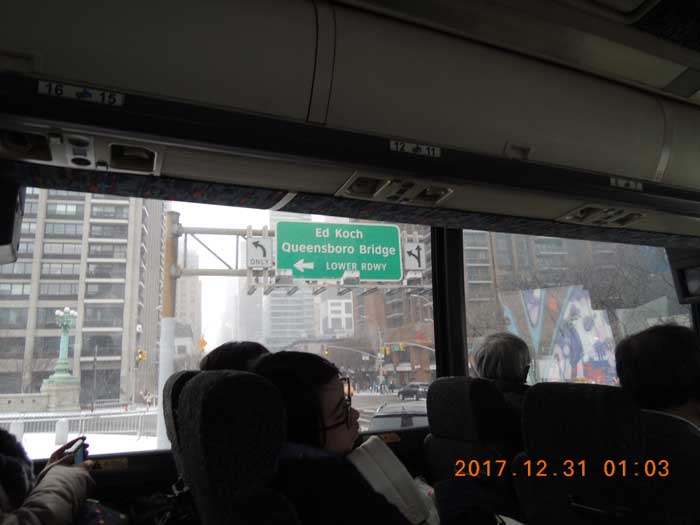 16 15
12 11
Ed Koch
Queensboro Bridge
LOWER RDWY
ONLY
2017.12.31 01:03